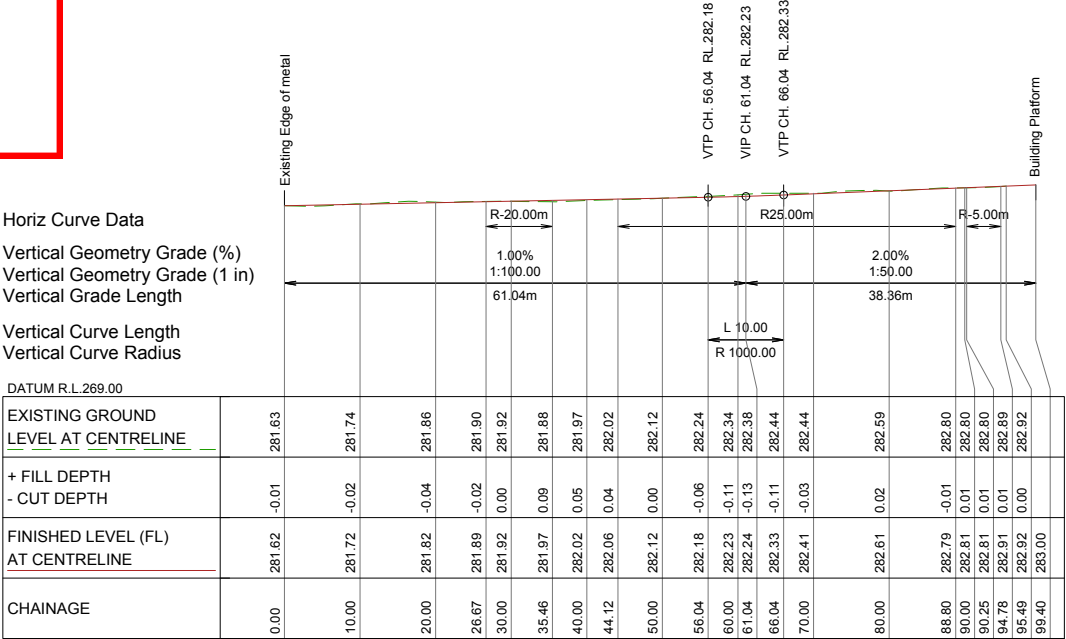 VTP CH. 56.04 RL.282.18
VIP CH. 61.04 RL.282.23
VTP CH. 66.04 RL.282.33
Existing Edge of metal
Building Platform
Horiz Curve Data
R-20.00m
R25.00m
R-5.00m
Vertical Geometry Grade (%)
1.00%
2.00%
Vertical Geometry Grade (1 in)
1:100.00
1:50.00
Vertical Grade Length
61.04m
38.36m
Vertical Curve Length
L 10.00
Vertical Curve Radius
R 1000.00
DATUM R.L.269.00
EXISTING GROUND
LEVEL AT CENTRELINE
281.63 281.74 281.86 281.90 281.92 281.88 281.97 282.02 282.12 282.24 282.34 282.38 282.44 282.44 282.59 282.80 282.80 282.80 282.89 282.92
+ FILL DEPTH
- CUT DEPTH
-0.01 -0.02 -0.04 -0.02 0.00 0.09 0.05 0.04 0.00 -0.06 -0.11 -0.13 -0.11 -0.03 0.02 -0.01 0.01 0.01 0.01 0.00
FINISHED LEVEL (FL)
AT CENTRELINE
281.62 281.72 281.82 281.89 281.92 281.97 282.02 282.06 282.12 282.18 282.23 282.24 282.33 282.41 282.61 282.79 282.81 282.81 282.91 282.92 283.00
CHAINAGE
0.00 10.00 20.00 26.67 30.00 35.46 40.00 44.12 50.00 56.04 60.00 61.04 66.04 70.00 80.00 88.80 90.00 90.25 94.78 95.49 99.40